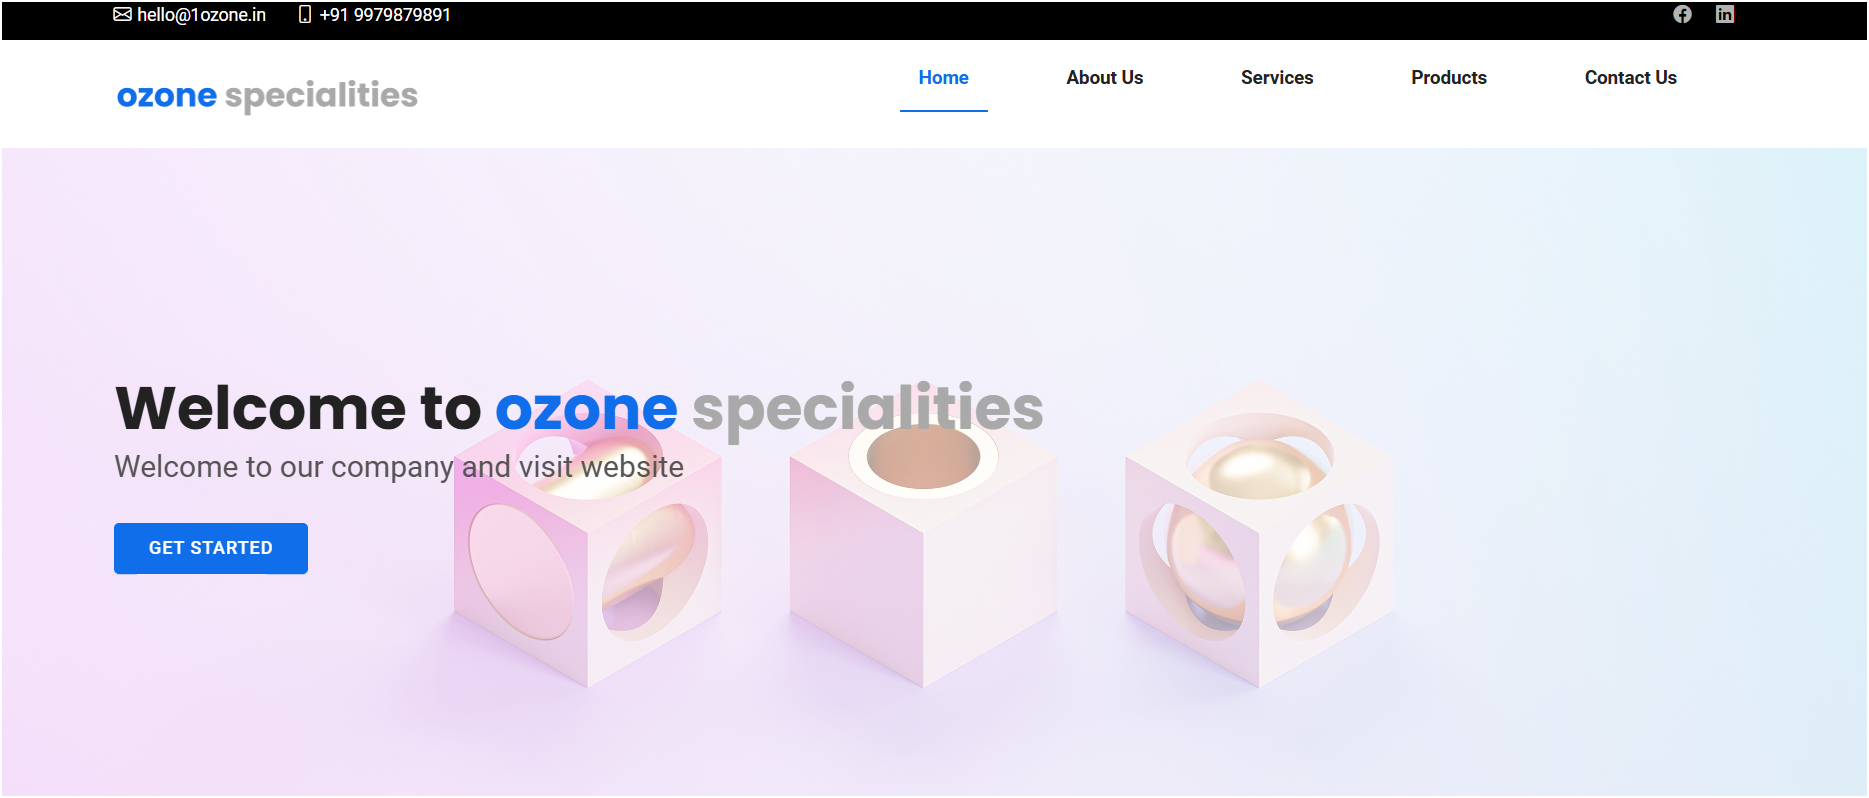 hello@1ozone.in +91 9979879891
ozone specialities
Home About Us Services Products Contact Us
Welcome to ozone specialities
Welcome to our company and visit website
GET STARTED